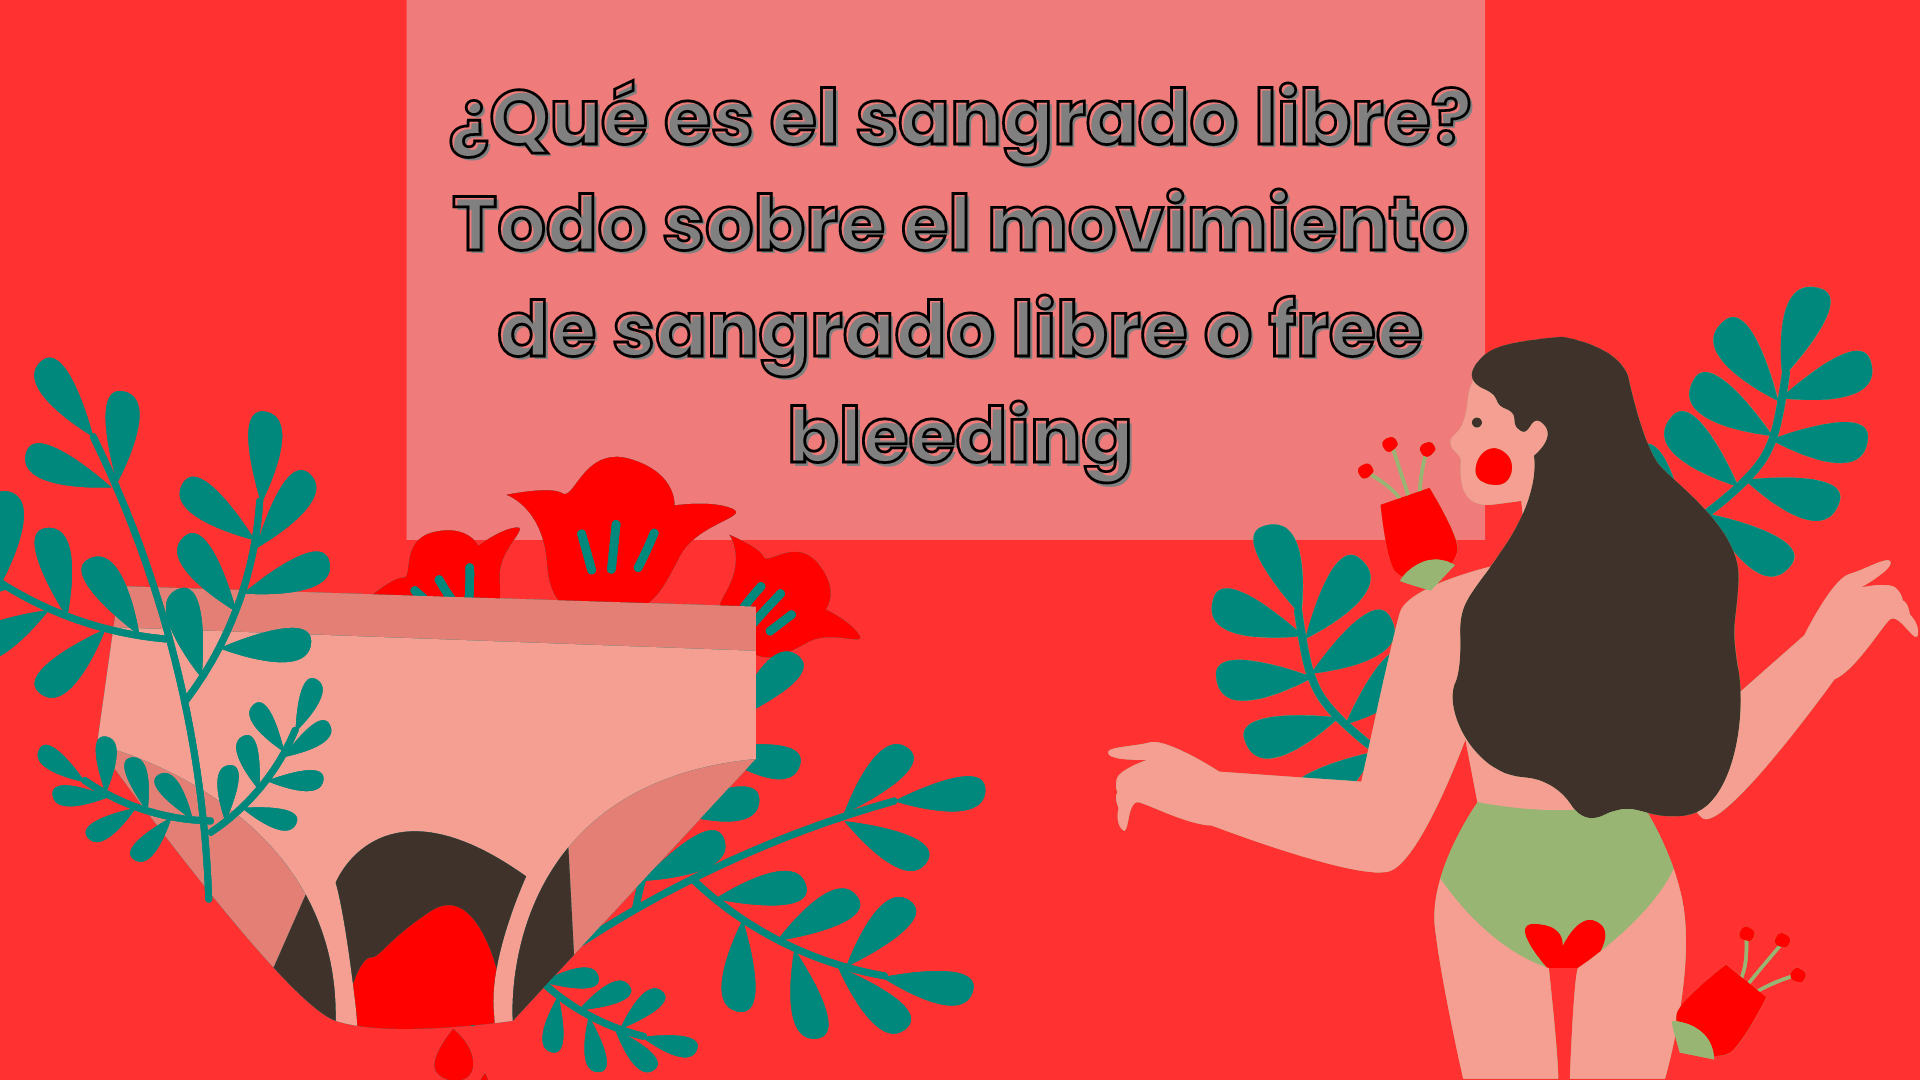 ¿Qué es el sangrado libre?
Todo sobre el movimiento
de sangrado libre o free
bleeding